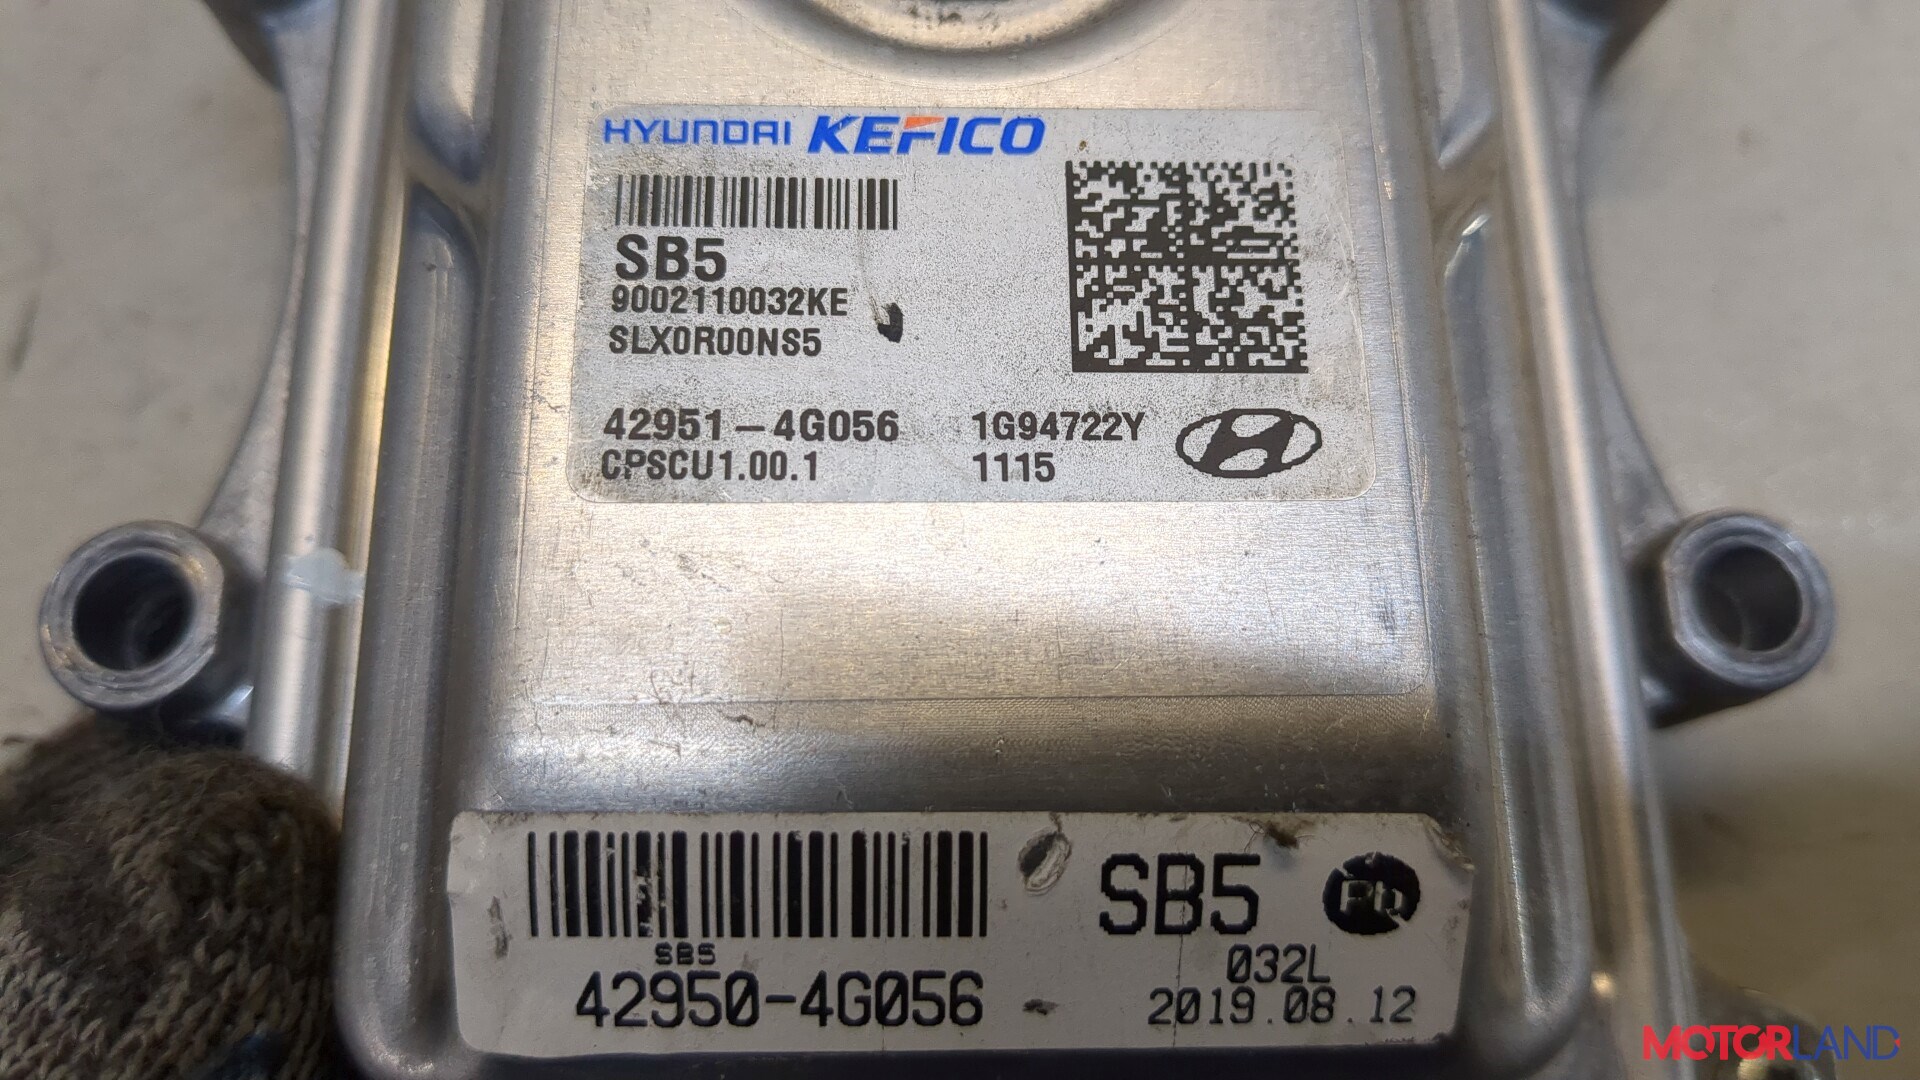 HYUNDAI KEFICO
SB5
9002110032KE
SLX0R00NS5
42951-4G056 1G94722Y
CPSCU1.00.1 1115
SB5 Ph
SB5
032L
42950-4G056
2019.08.12
MOTORLAND